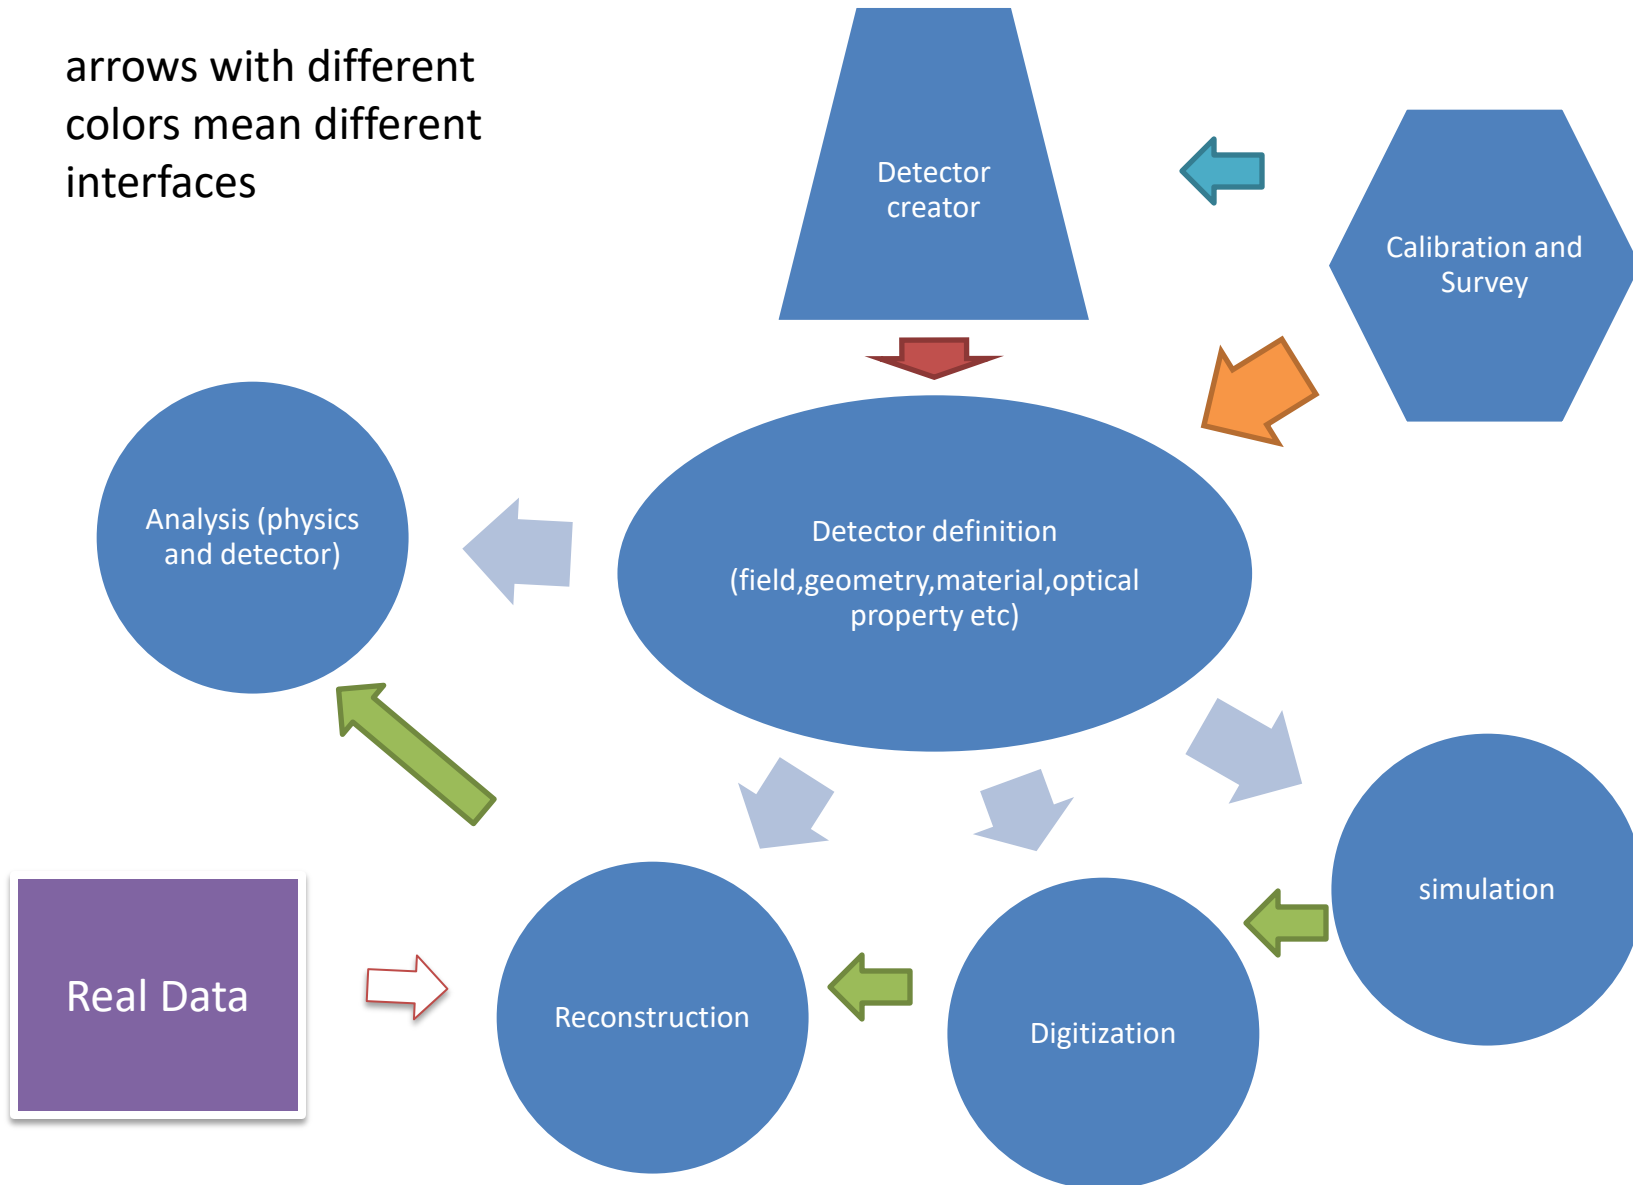 arrows with different
colors mean different
interfaces
Detector
creator
Calibration and
Survey
Analysis (physics
and detector)
Detector definition
(field,geometry,material,optical
property etc)
simulation
Real Data
Reconstruction
Digitization